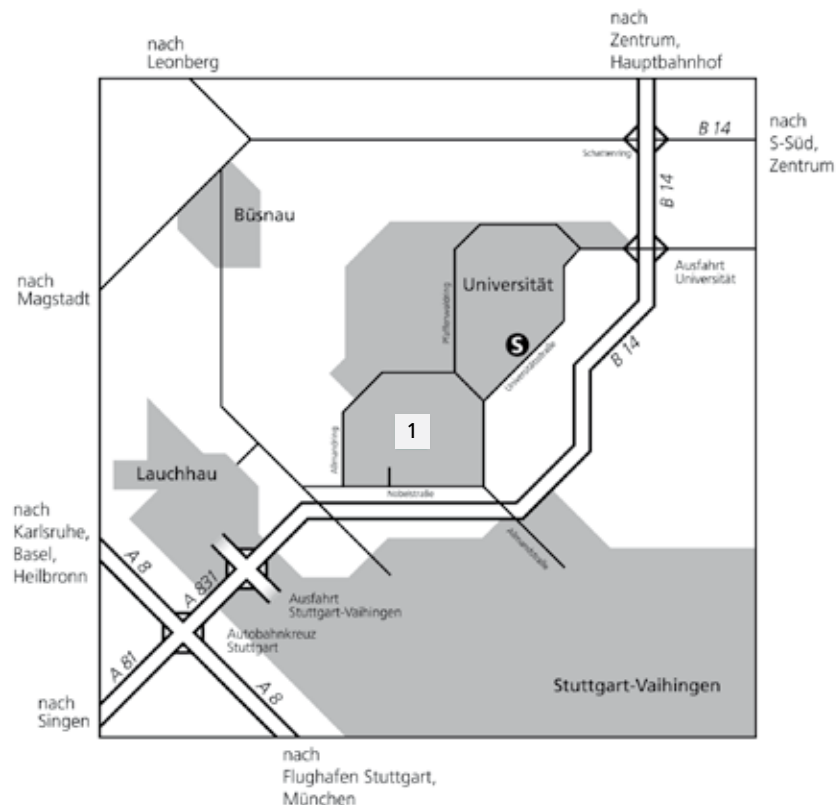 nach
Leonberg
nach
Zentrum,
Hauptbahnhof
B 14
nach
S-Süd,
Zentrum
Schattenring
B 14
Büsnau
nach
Magstadt
Universität
Ausfahrt
Universität
Pfaffenwaldring
S
Universitätsstraße
B 14
1
Allmandring
Lauchhau
Nobelstraße
nach
Karlsruhe,
Basel,
Heilbronn
A 8
Allmandstraße
A 831
Ausfahrt
Stuttgart-Vaihingen
Autobahnkreuz
Stuttgart
A 81
A 8
Stuttgart-Vaihingen
nach
Singen
nach
Flughafen Stuttgart,
München